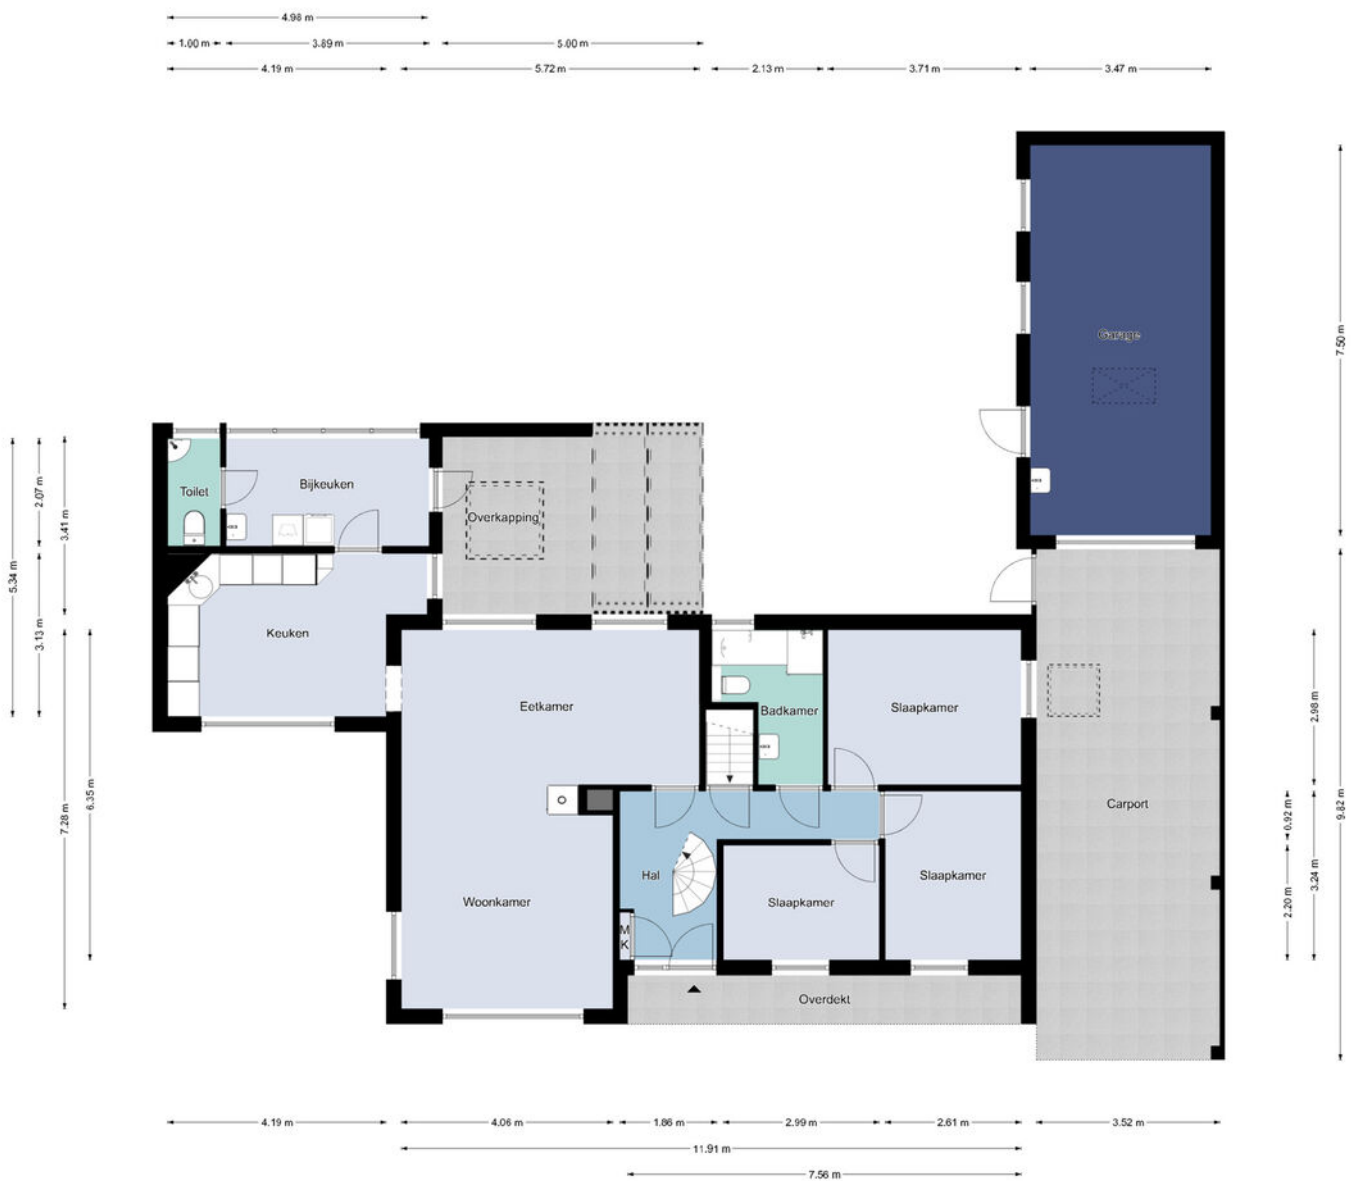 4.98 m
1.00 m
3.89 m
5.00 m
4.19 m
5.72 m
2.13 m
3.71 m
3.47 m
7.50 m
Garage
5.34 m
2.07 m
3.41 m
Toilet
Bijkeuken
Overkapping
3.13 m
Keuken
7.28 m
6.35 m
Eetkamer
Badkamer
Slaapkamer
2.98 m
Carport
9.82 m
0.92 m
3.24 m
2.20 m
Hal
Slaapkamer
Woonkamer
Slaapkamer
M
K
Overdekt
4.19 m
4.06 m
1.86 m
2.99 m
2.61 m
3.52 m
11.91 m
7.56 m